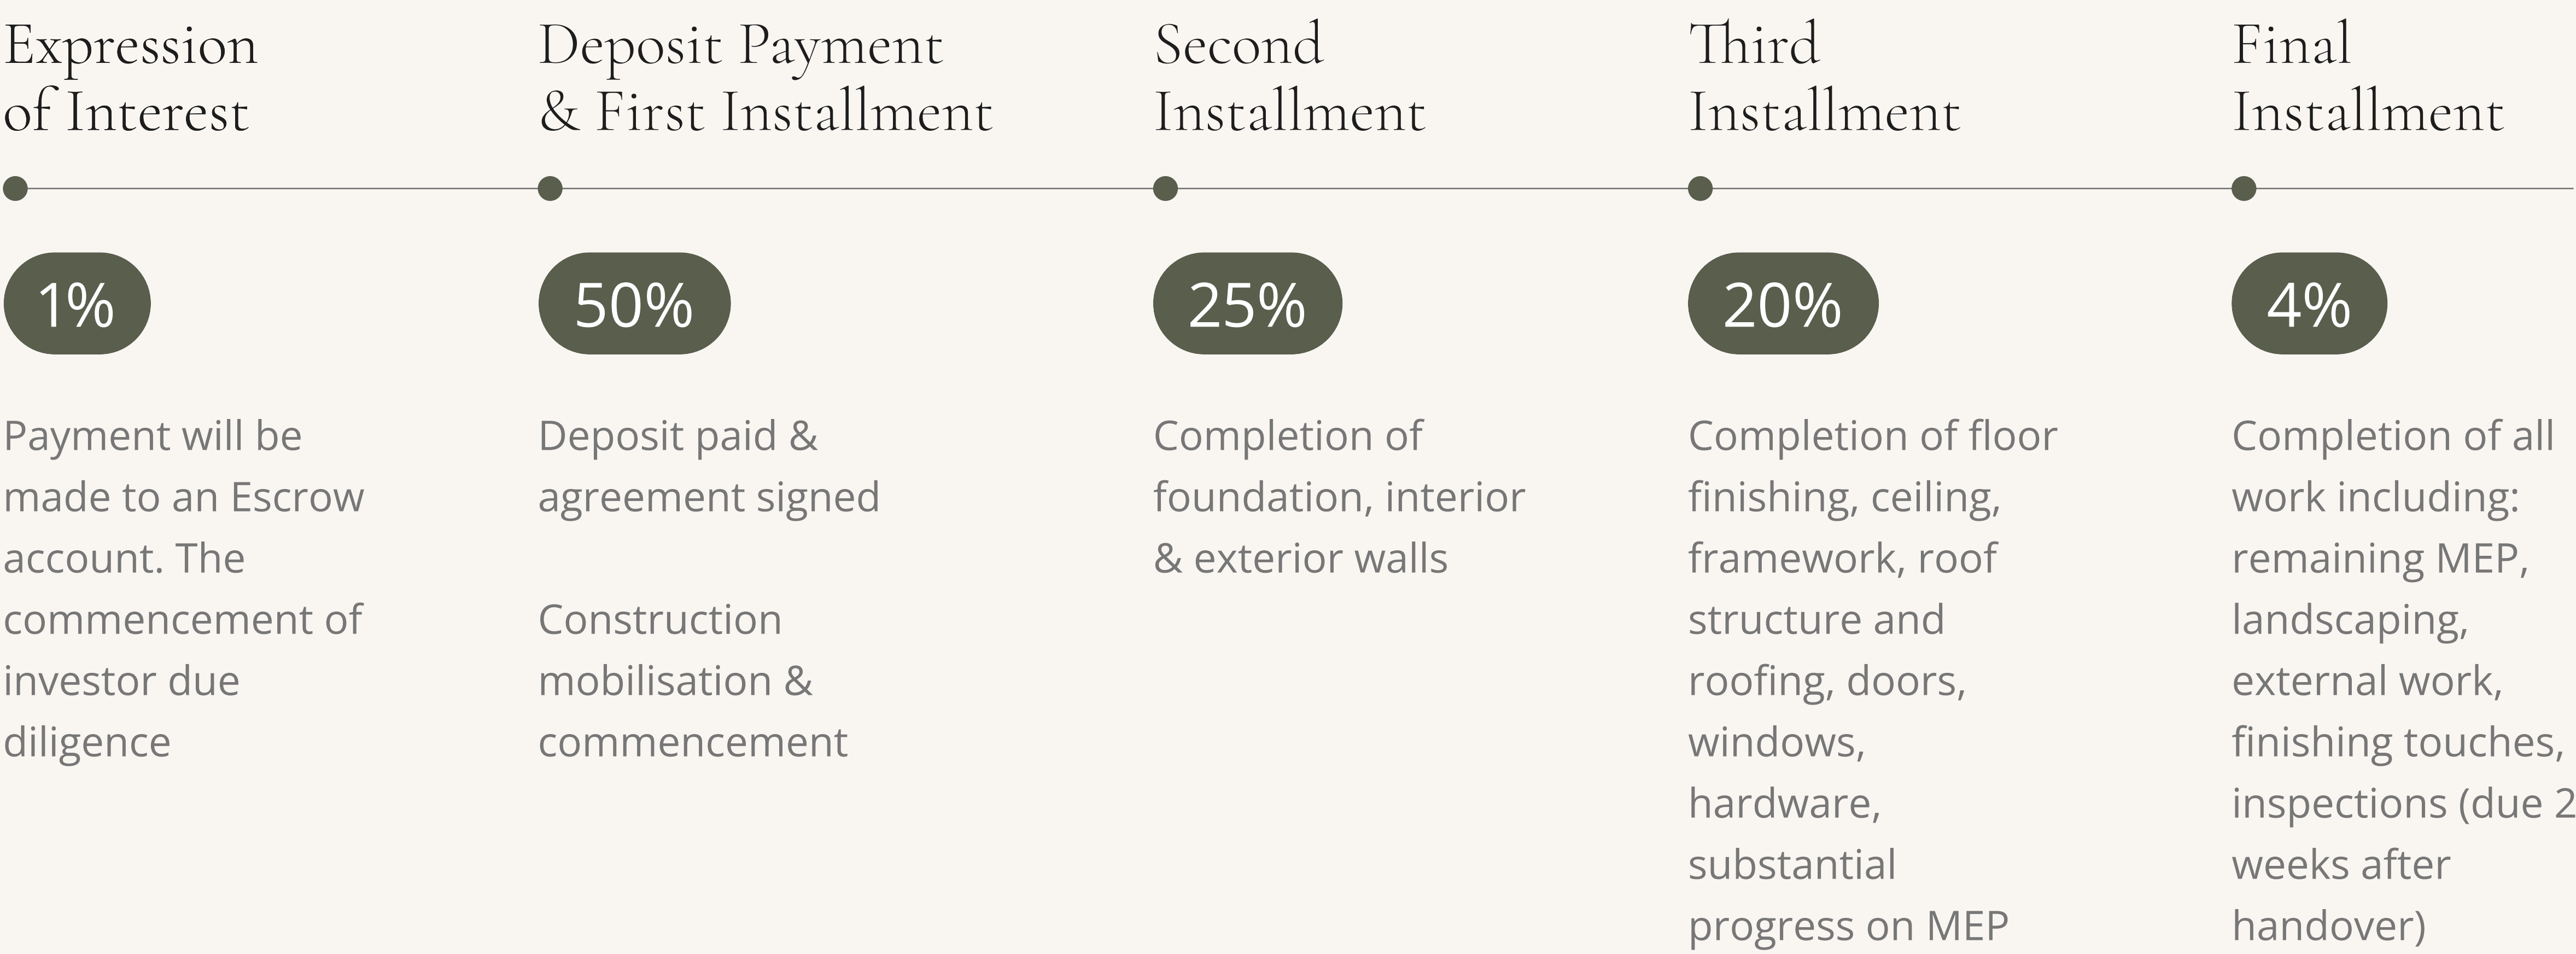 Expression
of Interest
1%
Payment will be
made to an Escrow
account. The
commencement of
investor due
diligence
Deposit Payment
& First Installment
50%
Deposit paid &
agreement signed
Construction
mobilisation &
commencement
Second
Installment
25%
Completion of
foundation, interior
& exterior walls
Third
Installment
20%
Completion of floor
finishing, ceiling,
framework, roof
structure and
roofing, doors,
windows,
hardware,
substantial
progress on MEP
Final
Installment
4%
Completion of all
work including:
remaining MEP,
landscaping,
external work,
finishing touches,
inspections (due 2
weeks after
handover)